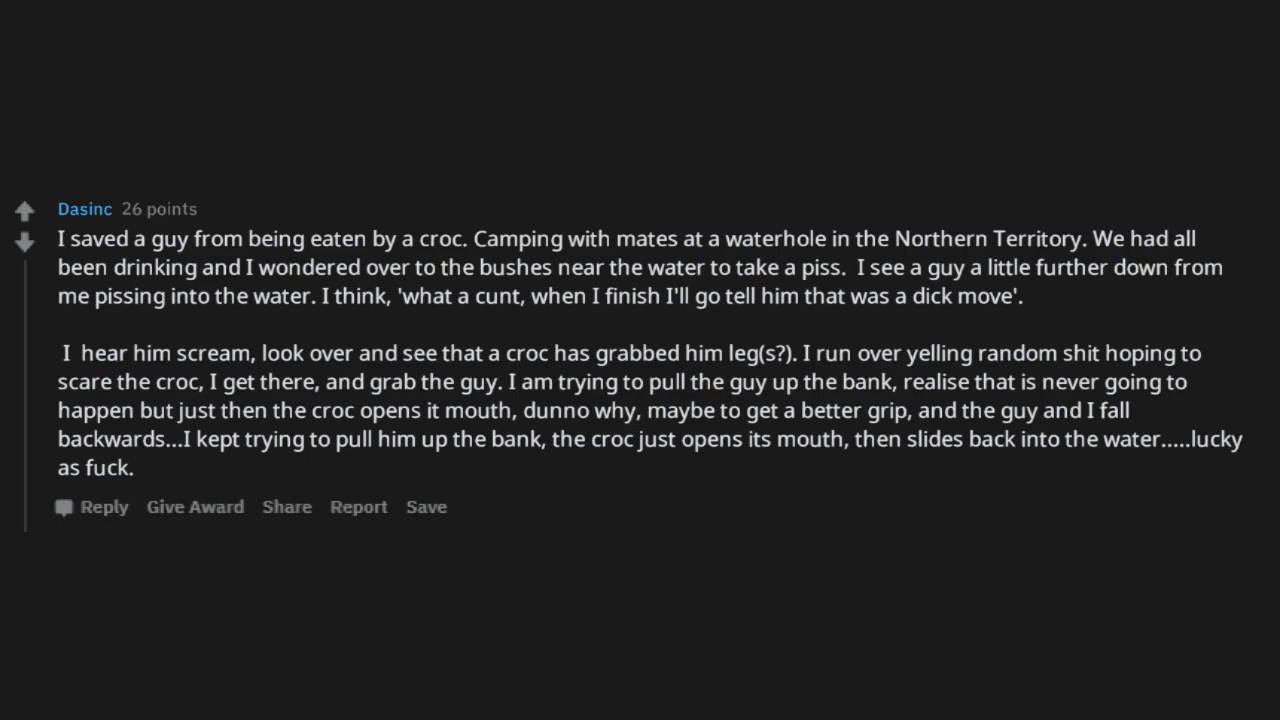 Dasinc 26 points
I saved a guy from being eaten by a croc. Camping with mates at a waterhole in the Northern Territory. We had all
been drinking and I wondered over to the bushes near the water to take a piss.  I see a guy a little further down from
me pissing into the water. I think, 'what a cunt, when I finish I'll go tell him that was a dick move'.
I  hear him scream, look over and see that a croc has grabbed him leg(s?). I run over yelling random shit hoping to
scare the croc, I get there, and grab the guy. I am trying to pull the guy up the bank, realise that is never going to
happen but just then the croc opens it mouth, dunno why, maybe to get a better grip, and the guy and I fall
backwards...I kept trying to pull him up the bank, the croc just opens its mouth, then slides back into the water.....lucky
as fuck.
Reply Give Award Share Report Save